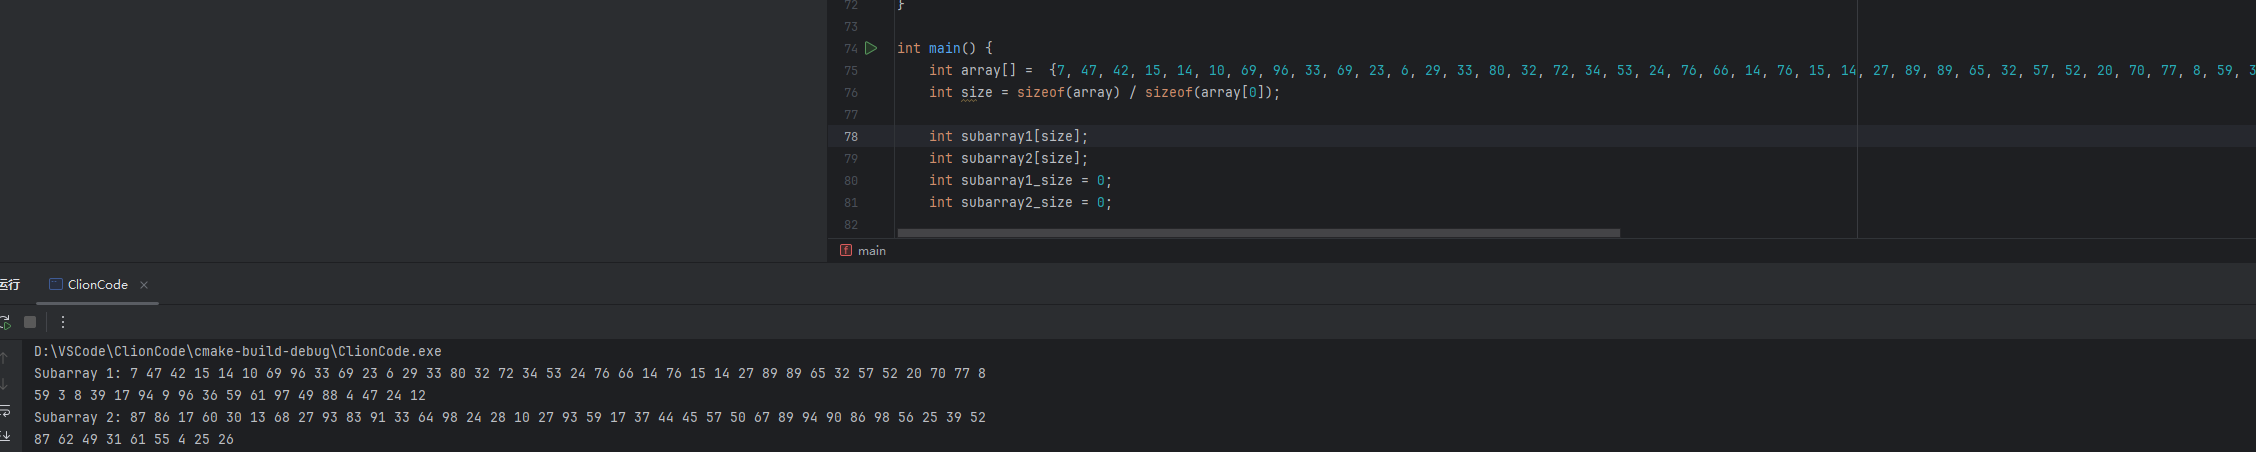 72 }
73
74 int main() {
75 int array[] = {7, 47, 42, 15, 14, 10, 69, 96, 33, 69, 23, 6, 29, 33, 80, 32, 72, 34, 53, 24, 76, 66, 14, 76, 15, 14, 27, 89, 89, 65, 32, 57, 52, 20, 70, 77, 8, 59, 3
76 int size = sizeof(array) / sizeof(array[0]);
77
78 int subarray1[size];
79 int subarray2[size];
80 int subarray1_size = 0;
81 int subarray2_size = 0;
82
f main
运行 ClionCode ×
D:\VSCode\ClionCode\cmake-build-debug\ClionCode.exe
Subarray 1: 7 47 42 15 14 10 69 96 33 69 23 6 29 33 80 32 72 34 53 24 76 66 14 76 15 14 27 89 89 65 32 57 52 20 70 77 8
59 3 8 39 17 94 9 96 36 59 61 97 49 88 4 47 24 12
Subarray 2: 87 86 17 60 30 13 68 27 93 83 91 33 64 98 24 28 10 27 93 59 17 37 44 45 57 50 67 89 94 90 86 98 56 25 39 52
87 62 49 31 61 55 4 25 26